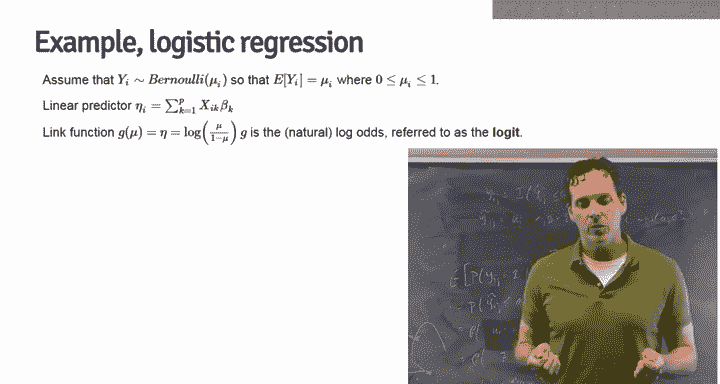 Example, logistic regression
Assume that Yᵢ ∼ Bernoulli(μᵢ) so that E[Yᵢ] = μᵢ where 0 ≤ μᵢ ≤ 1.
Linear predictor ηᵢ = ∑ₖ₌₁ᵖ Xᵢₖβₖ
Link function g(μ) = η = log(μ/(1−μ)) g is the (natural) log odds, referred to as the logit.